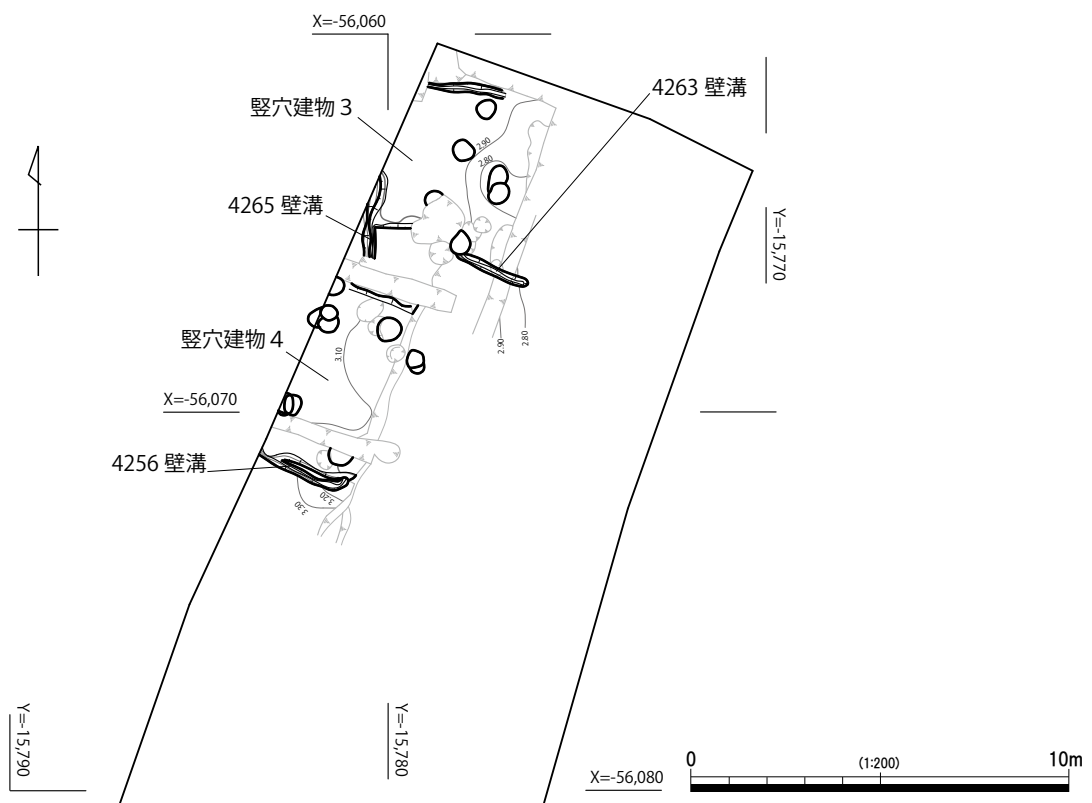 X=-56,060
4263 壁溝
竪穴建物 3
2.90
2.80
4265 壁溝
Y=-15,770
竪穴建物 4
3.10
2.90
2.80
X=-56,070
4256 壁溝
3.20
3.30
Y=-15,790
Y=-15,780
X=-56,080
0
(1:200)
10m